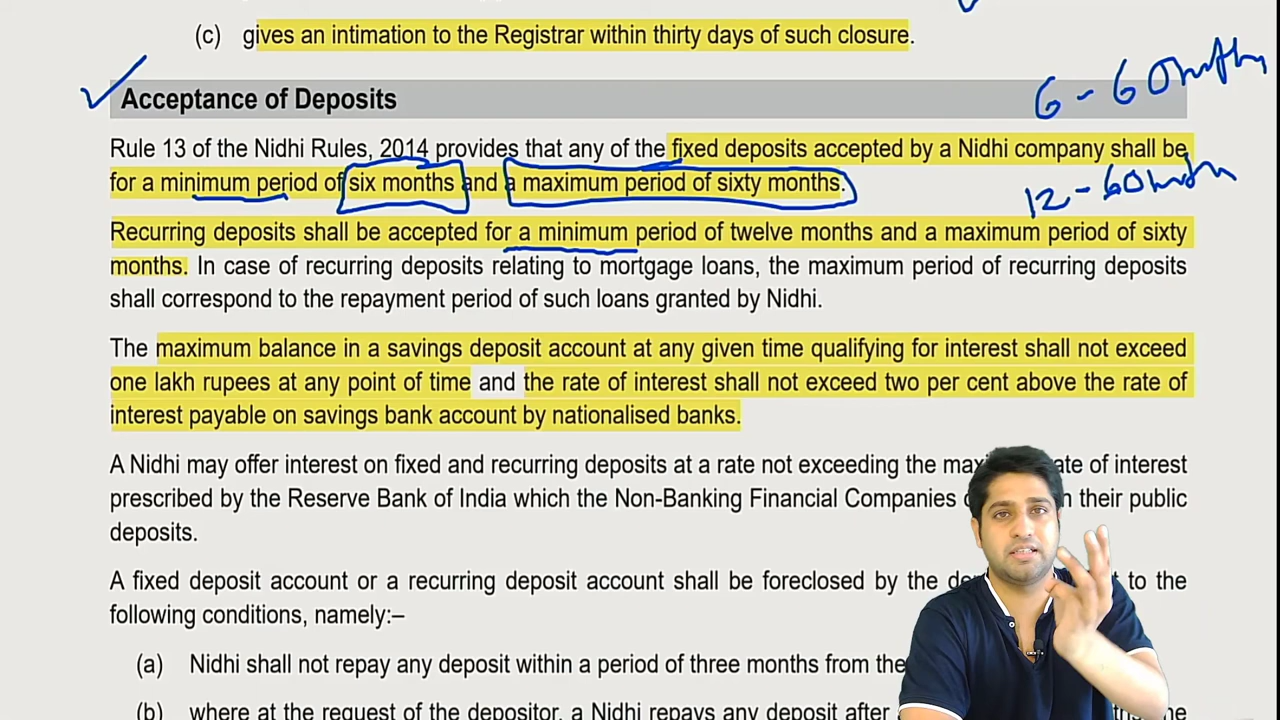 (c) gives an intimation to the Registrar within thirty days of such closure.
Acceptance of Deposits
6 - 60 months
Rule 13 of the Nidhi Rules, 2014 provides that any of the fixed deposits accepted by a Nidhi company shall be
for a minimum period of six months and a maximum period of sixty months.
12 - 60 month
Recurring deposits shall be accepted for a minimum period of twelve months and a maximum period of sixty
months. In case of recurring deposits relating to mortgage loans, the maximum period of recurring deposits
shall correspond to the repayment period of such loans granted by Nidhi.
The maximum balance in a savings deposit account at any given time qualifying for interest shall not exceed
one lakh rupees at any point of time and the rate of interest shall not exceed two per cent above the rate of
interest payable on savings bank account by nationalised banks.
A Nidhi may offer interest on fixed and recurring deposits at a rate not exceeding the rate of interest
prescribed by the Reserve Bank of India which the Non-Banking Financial Companies their public
deposits.
A fixed deposit account or a recurring deposit account shall be foreclosed by the to the
following conditions, namely:–
(a) Nidhi shall not repay any deposit within a period of three months from the
(b) where at the request of the depositor, a Nidhi repays any deposit after